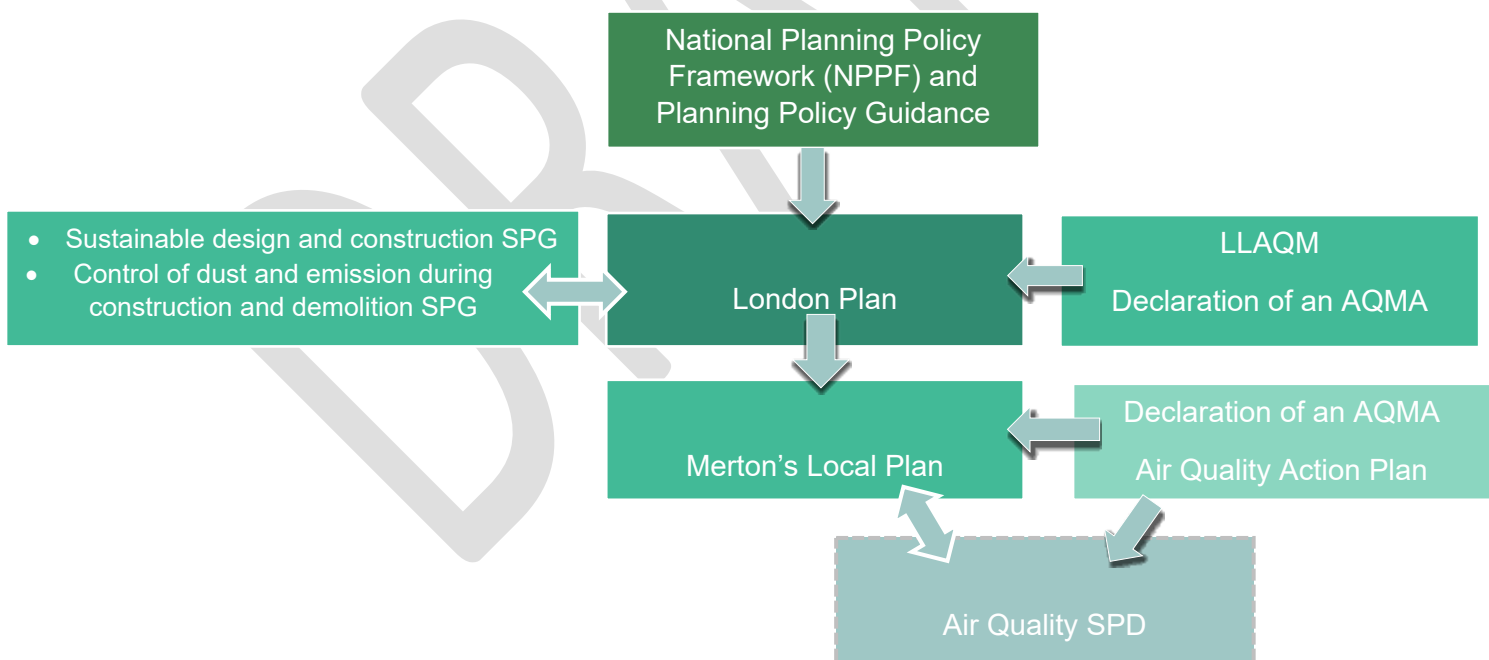 National Planning Policy
Framework (NPPF) and
Planning Policy Guidance
• Sustainable design and construction SPG
• Control of dust and emission during
construction and demolition SPG
London Plan
LLAQM
Declaration of an AQMA
Merton’s Local Plan
Declaration of an AQMA
Air Quality Action Plan
Air Quality SPD